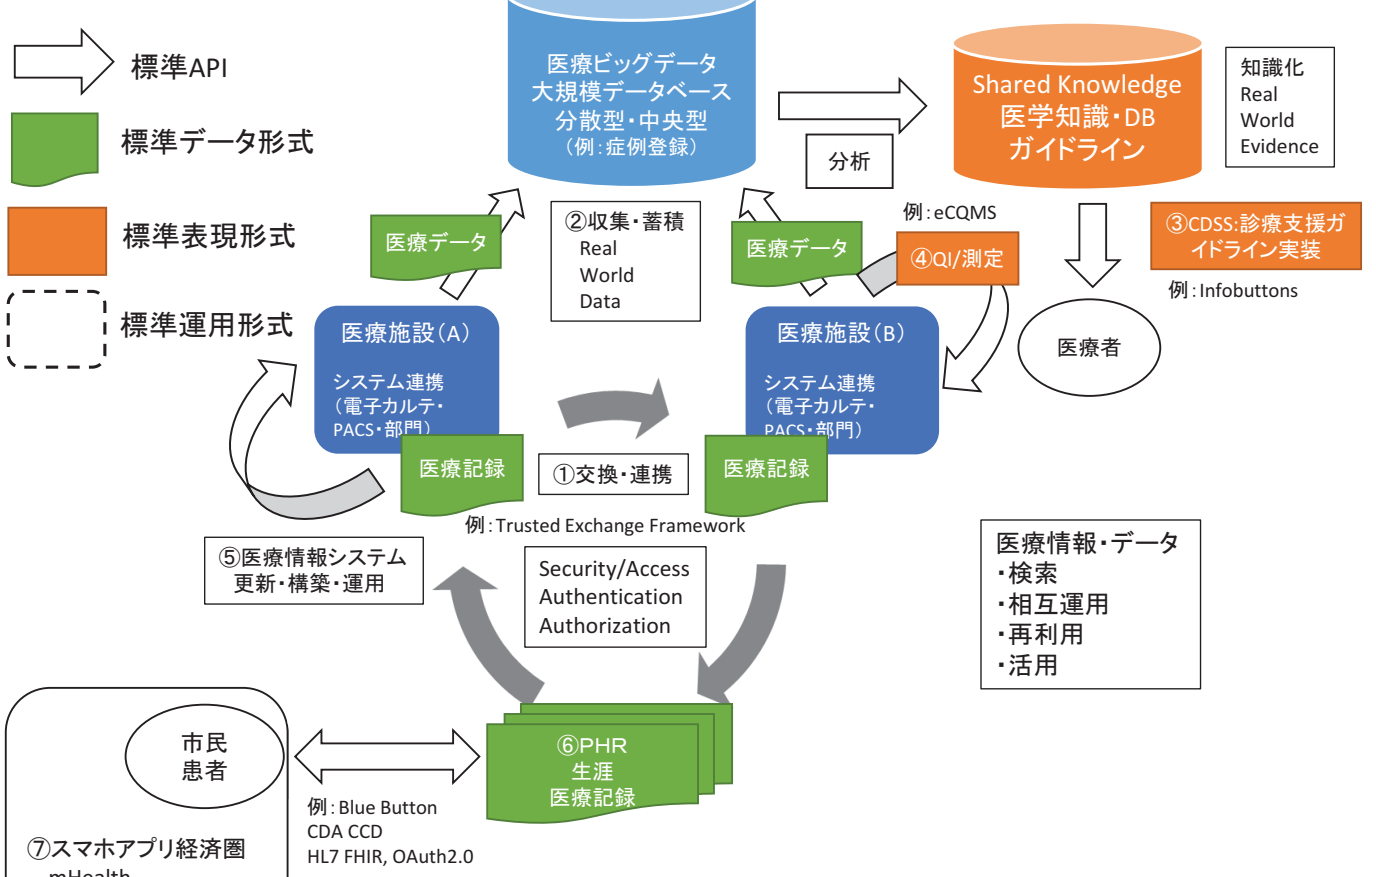 標準API
標準データ形式
標準表現形式
標準運用形式
医療ビッグデータ
大規模データベース
分散型・中央型
（例：症例登録）
分析
Shared Knowledge
医学知識・DB
ガイドライン
知識化
Real
World
Evidence
医療データ
②収集・蓄積
Real
World
Data
医療データ
例：eCQMS
④QI/測定
③CDSS:診療支援ガ
イドライン実装
例：Infobuttons
医療者
医療施設（A）
システム連携
（電子カルテ・
PACS・部門）
医療記録
医療施設（B）
システム連携
（電子カルテ・
PACS・部門）
医療記録
①交換・連携
例：Trusted Exchange Framework
Security/Access
Authentication
Authorization
⑤医療情報システム
更新・構築・運用
医療情報・データ
・検索
・相互運用
・再利用
・活用
⑥PHR
生涯
医療記録
市民
患者
例：Blue Button
CDA CCD
HL7 FHIR, OAuth2.0
⑦スマホアプリ経済圏
mHealth